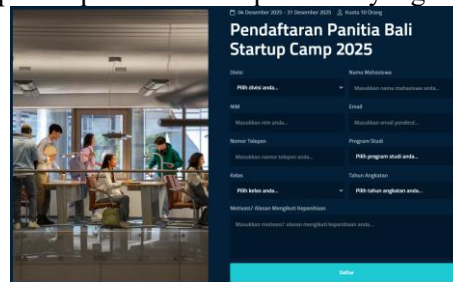 04 Desember 2025 - 31 Desember 2025 Kuota 10 Orang
Pendaftaran Panitia Bali
Startup Camp 2025
Divisi Nama Mahasiswa
Pilih divisi anda... Masukkan nama mahasiswa anda...
NIM Email
Masukkan nim anda... Masukkan email anda
Nomor Telepon Program Studi
Masukkan nomor telepon anda... Pilih program studi anda...
Kelas Tahun Angkatan
Pilih kelas anda... Pilih tahun angkatan anda...
Motivasi/ Alasan Mengikuti Kepanitiaan
Masukkan motivasi/ alasan mengikuti kepanitiaan anda...
Daftar